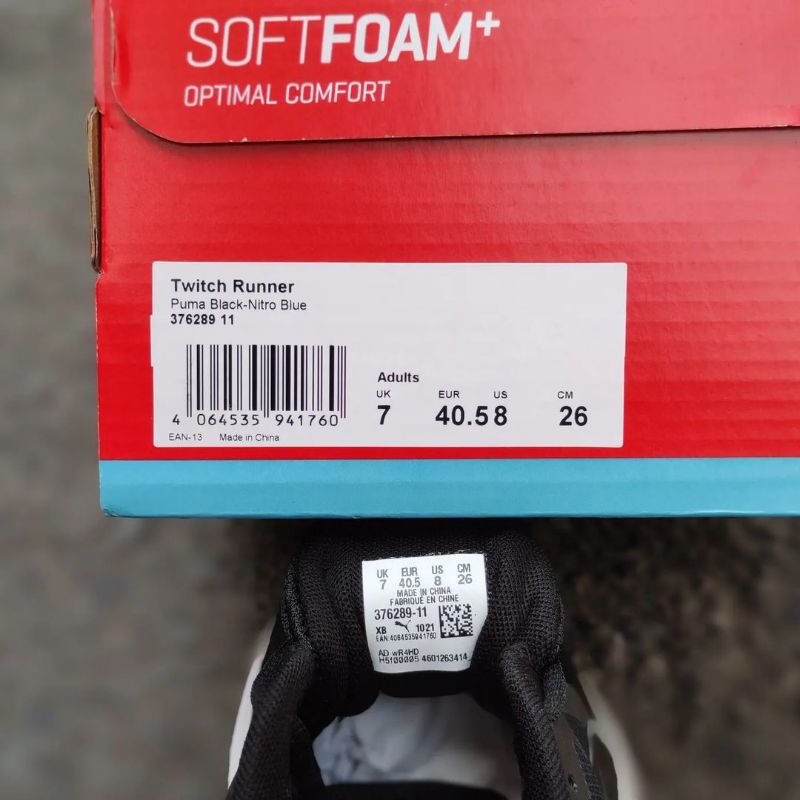 SOFTFOAM+
OPTIMAL COMFORT
Twitch Runner
Puma Black-Nitro Blue
376289 11
4 064535 941760
EAN-13 Made in China
Adults
UK EUR US CM
7 40.5 8 26
UK EUR US CM
7 40.5 8 26
MADE IN CHINA
FABRIQUÉ EN CHINE
376289-11
XB 1021
EAN:4064535941760
AD wR4HD
H5100005 4601263414